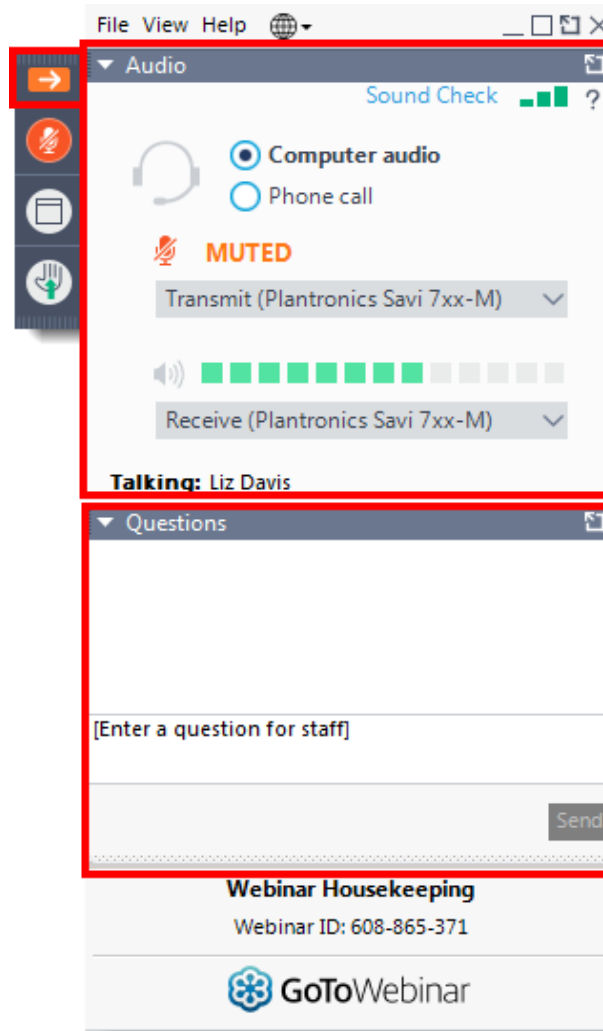 File View Help
Audio
Sound Check ?
Computer audio
Phone call
MUTED
Transmit (Plantronics Savi 7xx-M)
Receive (Plantronics Savi 7xx-M)
Talking: Liz Davis
Questions
[Enter a question for staff]
Send
Webinar Housekeeping
Webinar ID: 608-865-371
GoToWebinar